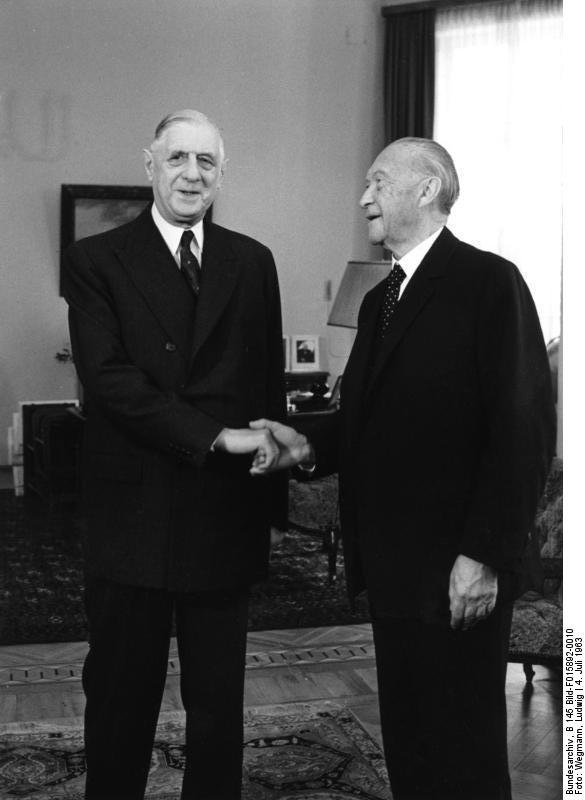 Bundesarchiv, B 145 Bild-F015892-0010
Foto: Wegmann, Ludwig | 4. Juli 1963